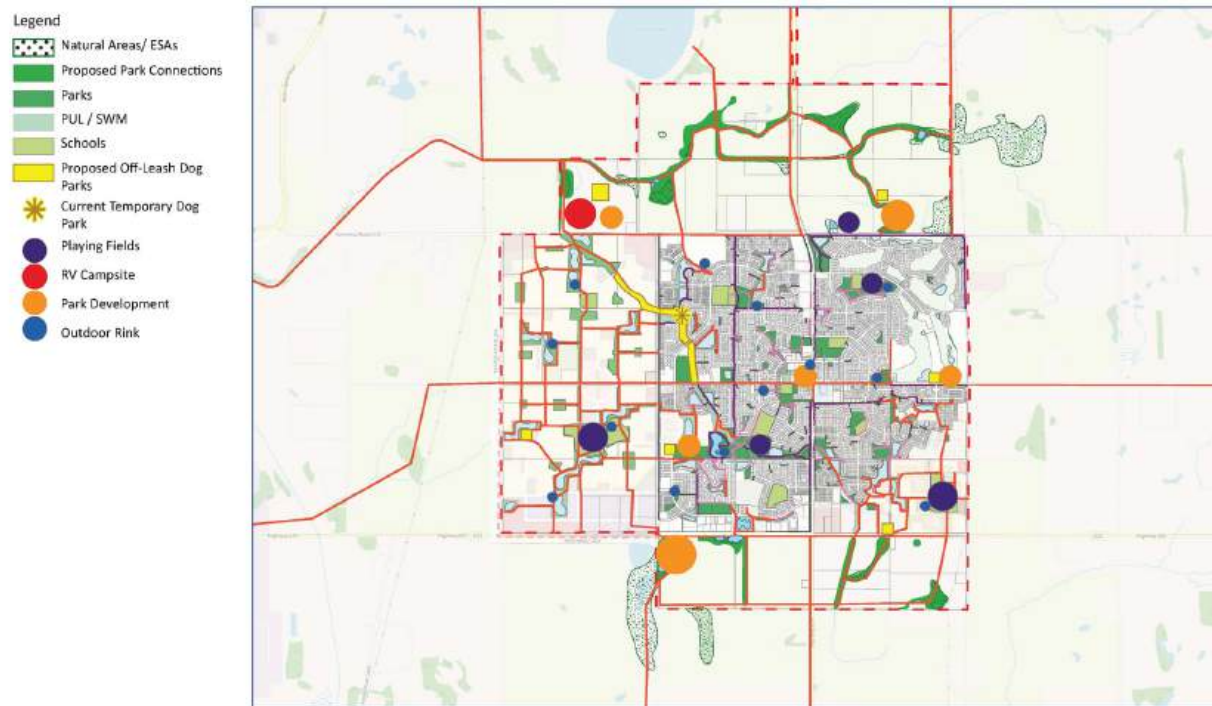 Legend
Natural Areas/ ESAs
Proposed Park Connections
Parks
PUL / SWM
Schools
Proposed Off-Leash Dog
Parks
Current Temporary Dog
Park
Playing Fields
RV Campsite
Park Development
Outdoor Rink